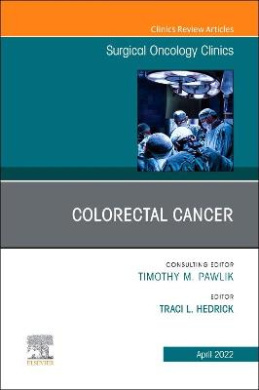 Clinics Review Articles
Surgical Oncology Clinics
COLORECTAL CANCER
CONSULTING EDITOR
TIMOTHY M. PAWLIK
EDITOR
TRACI L. HEDRICK
ELSEVIER
April 2022